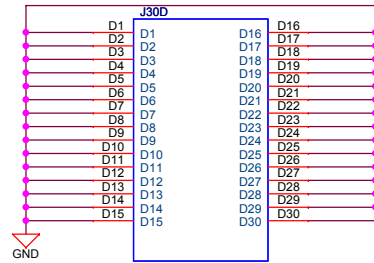 J30D
D1 D1 D16 D16
D2 D2 D17 D17
D3 D3 D18 D18
D4 D4 D19 D19
D5 D5 D20 D20
D6 D6 D21 D21
D7 D7 D22 D22
D8 D8 D23 D23
D9 D9 D24 D24
D10 D10 D25 D25
D11 D11 D26 D26
D12 D12 D27 D27
D13 D13 D28 D28
D14 D14 D29 D29
D15 D15 D30 D30
GND